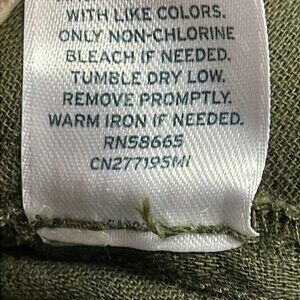 WITH LIKE COLORS.
ONLY NON-CHLORINE
BLEACH IF NEEDED.
TUMBLE DRY LOW.
REMOVE PROMPTLY.
WARM IRON IF NEEDED.
RN58665
CN277195MI